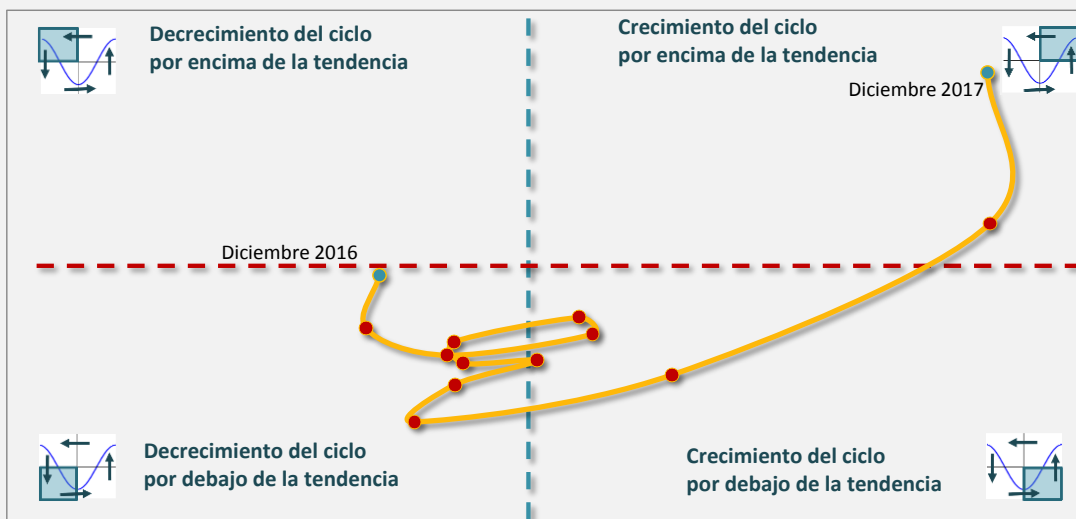 Decrecimiento del ciclo
por encima de la tendencia
Crecimiento del ciclo
por encima de la tendencia
Diciembre 2017
Diciembre 2016
Decrecimiento del ciclo
por debajo de la tendencia
Crecimiento del ciclo
por debajo de la tendencia